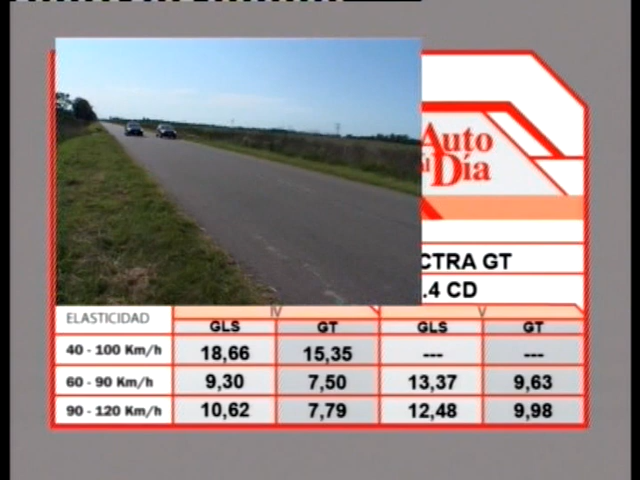 Auto
al Día
CTRA GT
.4 CD
ELASTICIDAD IV V
GLS GT GLS GT
40 - 100 Km/h 18,66 15,35 --- ---
60 - 90 Km/h 9,30 7,50 13,37 9,63
90 - 120 Km/h 10,62 7,79 12,48 9,98